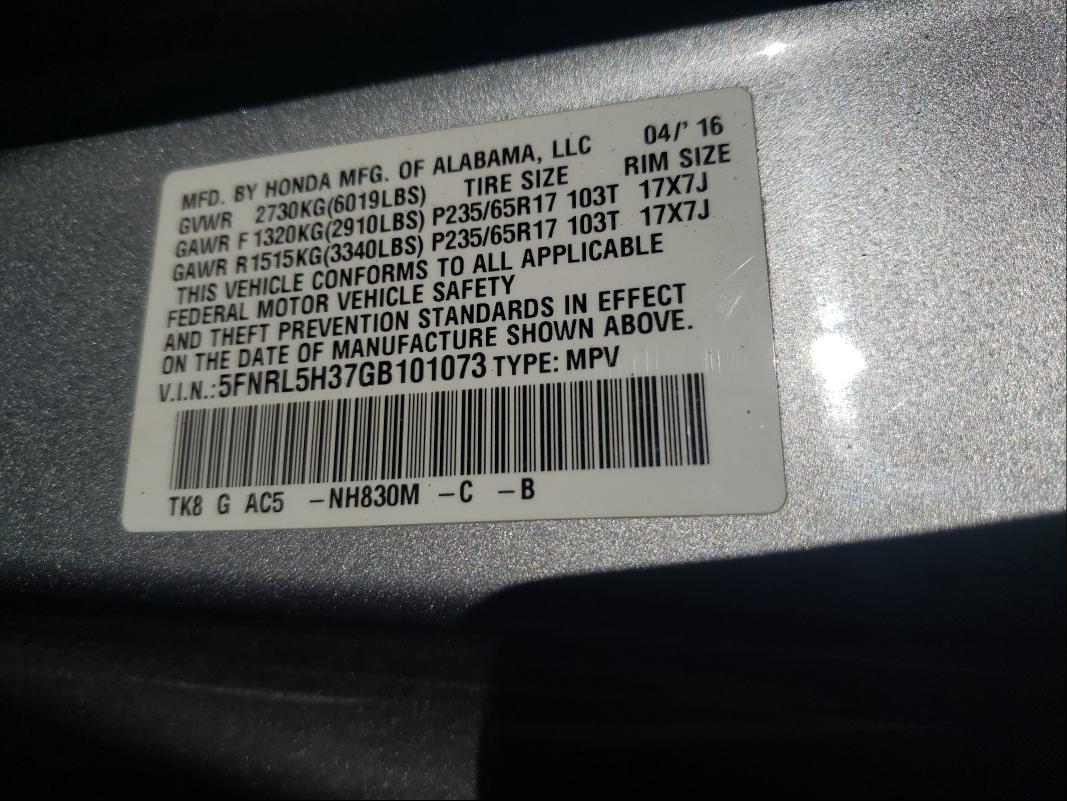 MFD. BY HONDA MFG. OF ALABAMA, LLC 04/' 16
GVWR 2730KG(6019LBS) TIRE SIZE RIM SIZE
GAWR F 1320KG(2910LBS) P235/65R17 103T 17X7J
GAWR R1515KG(3340LBS) P235/65R17 103T 17X7J
THIS VEHICLE CONFORMS TO ALL APPLICABLE
FEDERAL MOTOR VEHICLE SAFETY
AND THEFT PREVENTION STANDARDS IN EFFECT
ON THE DATE OF MANUFACTURE SHOWN ABOVE.
V.I.N.: 5FNRL5H37GB101073 TYPE: MPV
TK8 G AC5 -NH830M -C -B